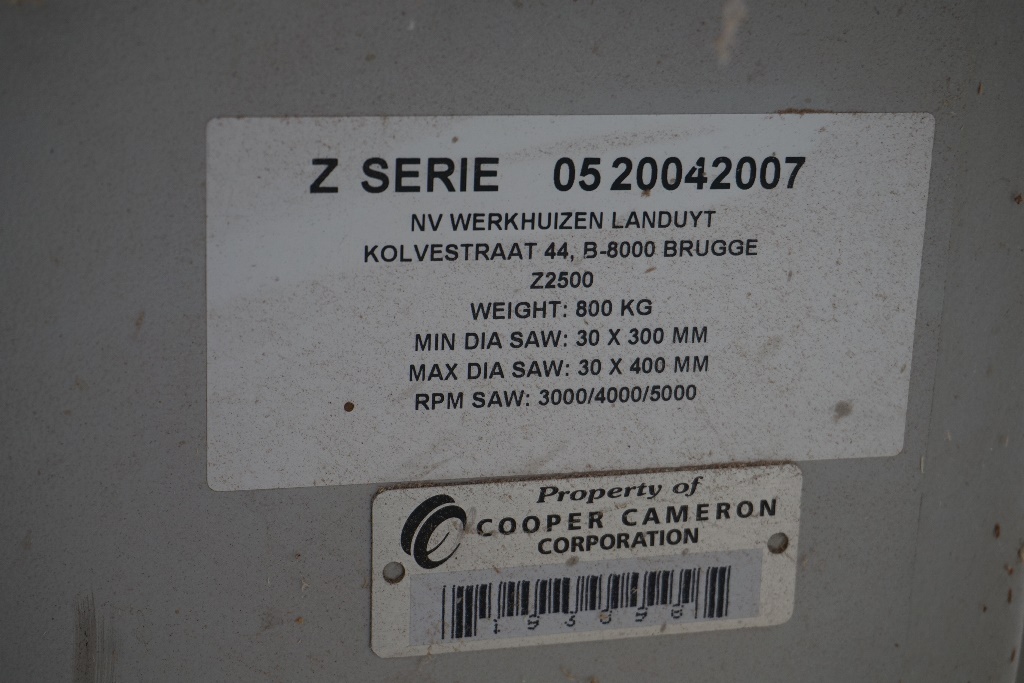 Z SERIE 05 20042007
NV WERKHUIZEN LANDUYT
KOLVESTRAAT 44, B-8000 BRUGGE
Z2500
WEIGHT: 800 KG
MIN DIA SAW: 30 X 300 MM
MAX DIA SAW: 30 X 400 MM
RPM SAW: 3000/4000/5000
Property of
COOPER CAMERON
CORPORATION